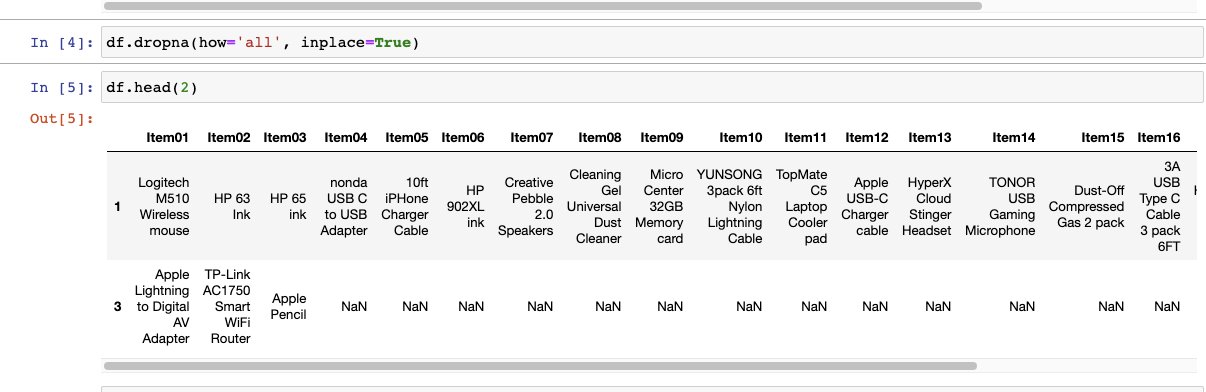 In [4]: df.dropna(how='all', inplace=True)
In [5]: df.head(2)
Out[5]:
Item01 Item02 Item03 Item04 Item05 Item06 Item07 Item08 Item09 Item10 Item11 Item12 Item13 Item14 Item15 Item16
1 Logitech M510 Wireless mouse HP 63 Ink HP 65 ink nonda USB C to USB Adapter 10ft iPHone Charger Cable HP 902XL ink Creative Pebble 2.0 Speakers Cleaning Gel Universal Dust Cleaner Micro Center 32GB Memory card YUNSONG 3pack 6ft Nylon Lightning Cable TopMate C5 Laptop Cooler pad Apple USB-C Charger cable HyperX Cloud Stinger Headset TONOR USB Gaming Microphone Dust-Off Compressed Gas 2 pack 3A USB Type C Cable 3 pack 6FT
3 Apple Lightning to Digital AV Adapter TP-Link AC1750 Smart WiFi Router Apple Pencil NaN NaN NaN NaN NaN NaN NaN NaN NaN NaN NaN NaN NaN